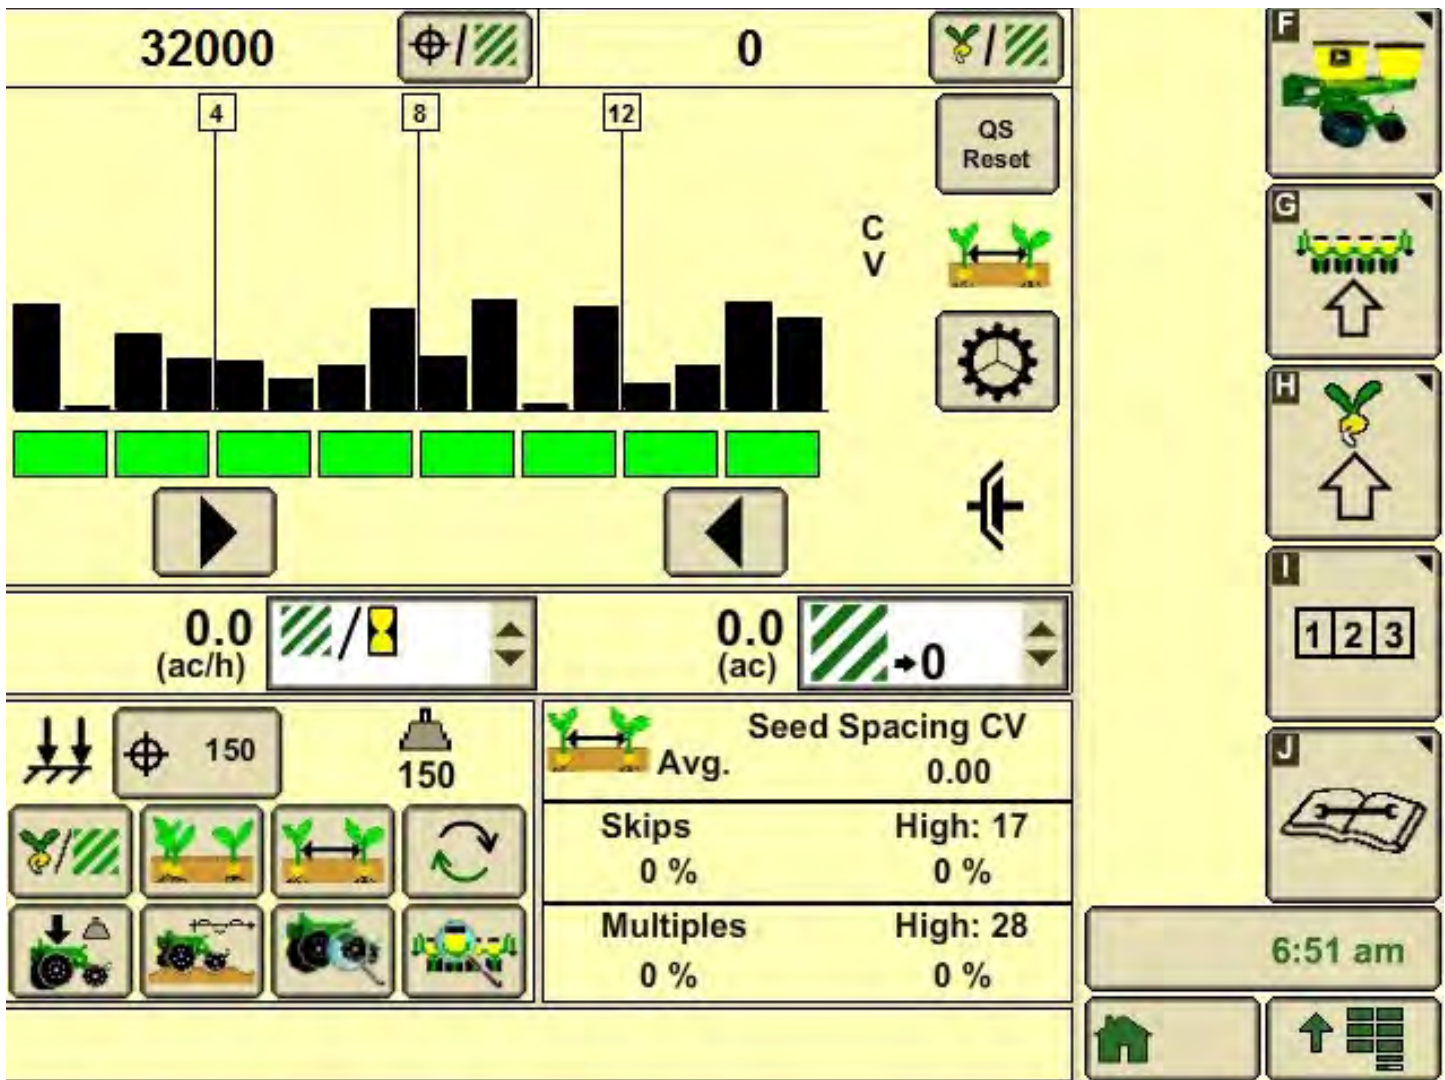 32000
/
0
/
F
4
8
12
QS
Reset
C
V
G
H
0.0
(ac/h)
/
0.0
(ac)
0
I
1 2 3
150
150
Seed Spacing CV
Avg.
0.00
J
Skips
High: 17
0 %
0 %
/
Multiples
High: 28
0 %
0 %
6:51 am